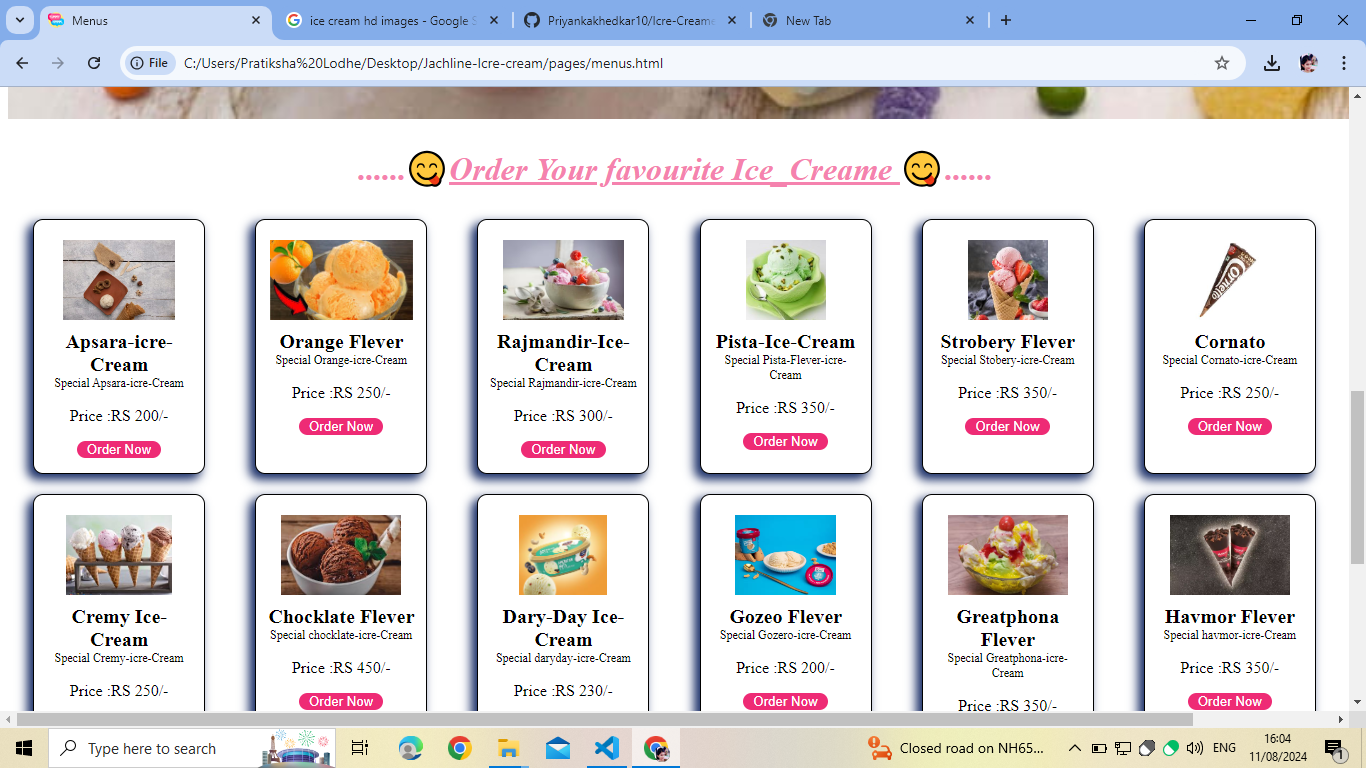 Menus
ice cream hd images - Google S
Priyankakhedkar10/Icre-Creame
New Tab
File
C:/Users/Pratiksha%20Lodhe/Desktop/Jachline-Icre-cream/pages/menus.html
......😋Order Your favourite Ice_Creame 😋......
Apsara-icre-
Cream
Special Apsara-icre-Cream
Price :RS 200/-
Order Now
Orange Flever
Special Orange-icre-Cream
Price :RS 250/-
Order Now
Rajmandir-Ice-
Cream
Special Rajmandir-icre-Cream
Price :RS 300/-
Order Now
Pista-Ice-Cream
Special Pista-Flever-icre-
Cream
Price :RS 350/-
Order Now
Strobery Flever
Special Stobery-icre-Cream
Price :RS 350/-
Order Now
Cornetto
Cornato
Special Cornato-icre-Cream
Price :RS 250/-
Order Now
Cremy Ice-
Cream
Special Cremy-icre-Cream
Price :RS 250/-
Chocklate Flever
Special chocklate-icre-Cream
Price :RS 450/-
Order Now
Dary-Day Ice-
Cream
Special daryday-icre-Cream
Price :RS 230/-
Gozeo Flever
Special Gozero-icre-Cream
Price :RS 200/-
Order Now
Greatphona
Flever
Special Greatphona-icre-
Cream
Price :RS 350/-
Havmor Flever
Special havmor-icre-Cream
Price :RS 350/-
Order Now
Type here to search
Closed road on NH65...
ENG
16:04
11/08/2024
1